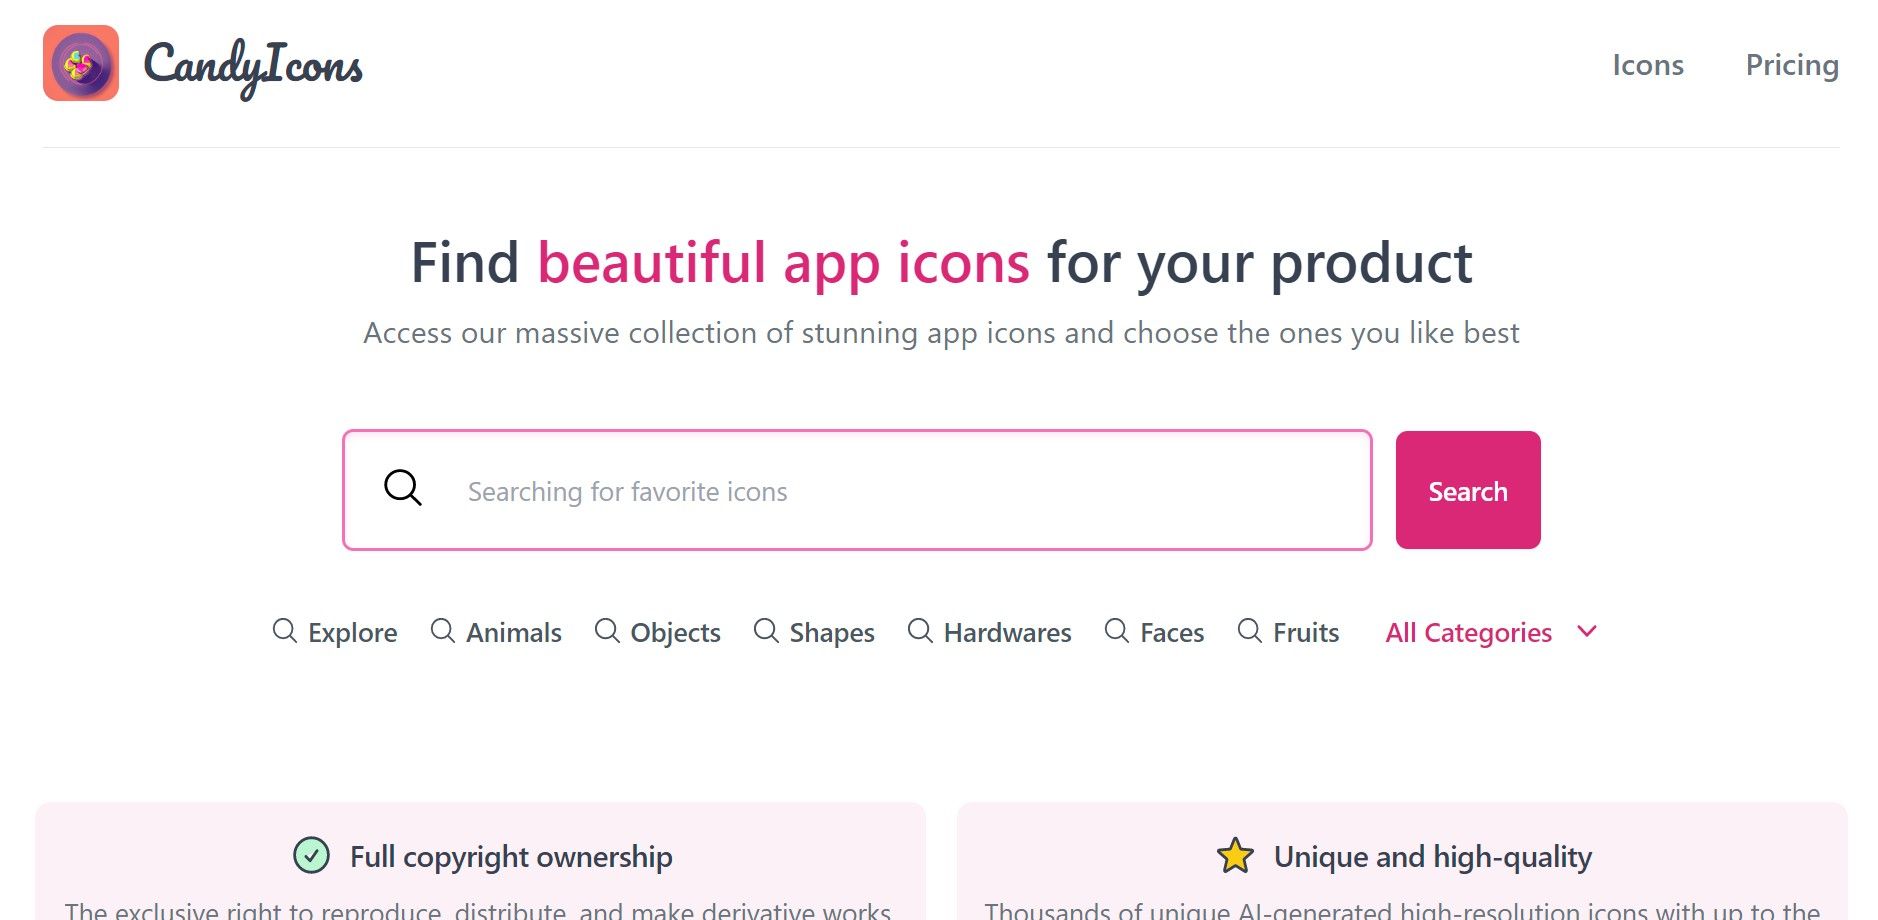 CandyIcons
Icons
Pricing
Find beautiful app icons for your product
Access our massive collection of stunning app icons and choose the ones you like best
Searching for favorite icons
Search
Explore
Animals
Objects
Shapes
Hardwares
Faces
Fruits
All Categories
Full copyright ownership
The exclusive right to reproduce, distribute, and make derivative works
Unique and high-quality
Thousands of unique AI-generated high-resolution icons with up to the